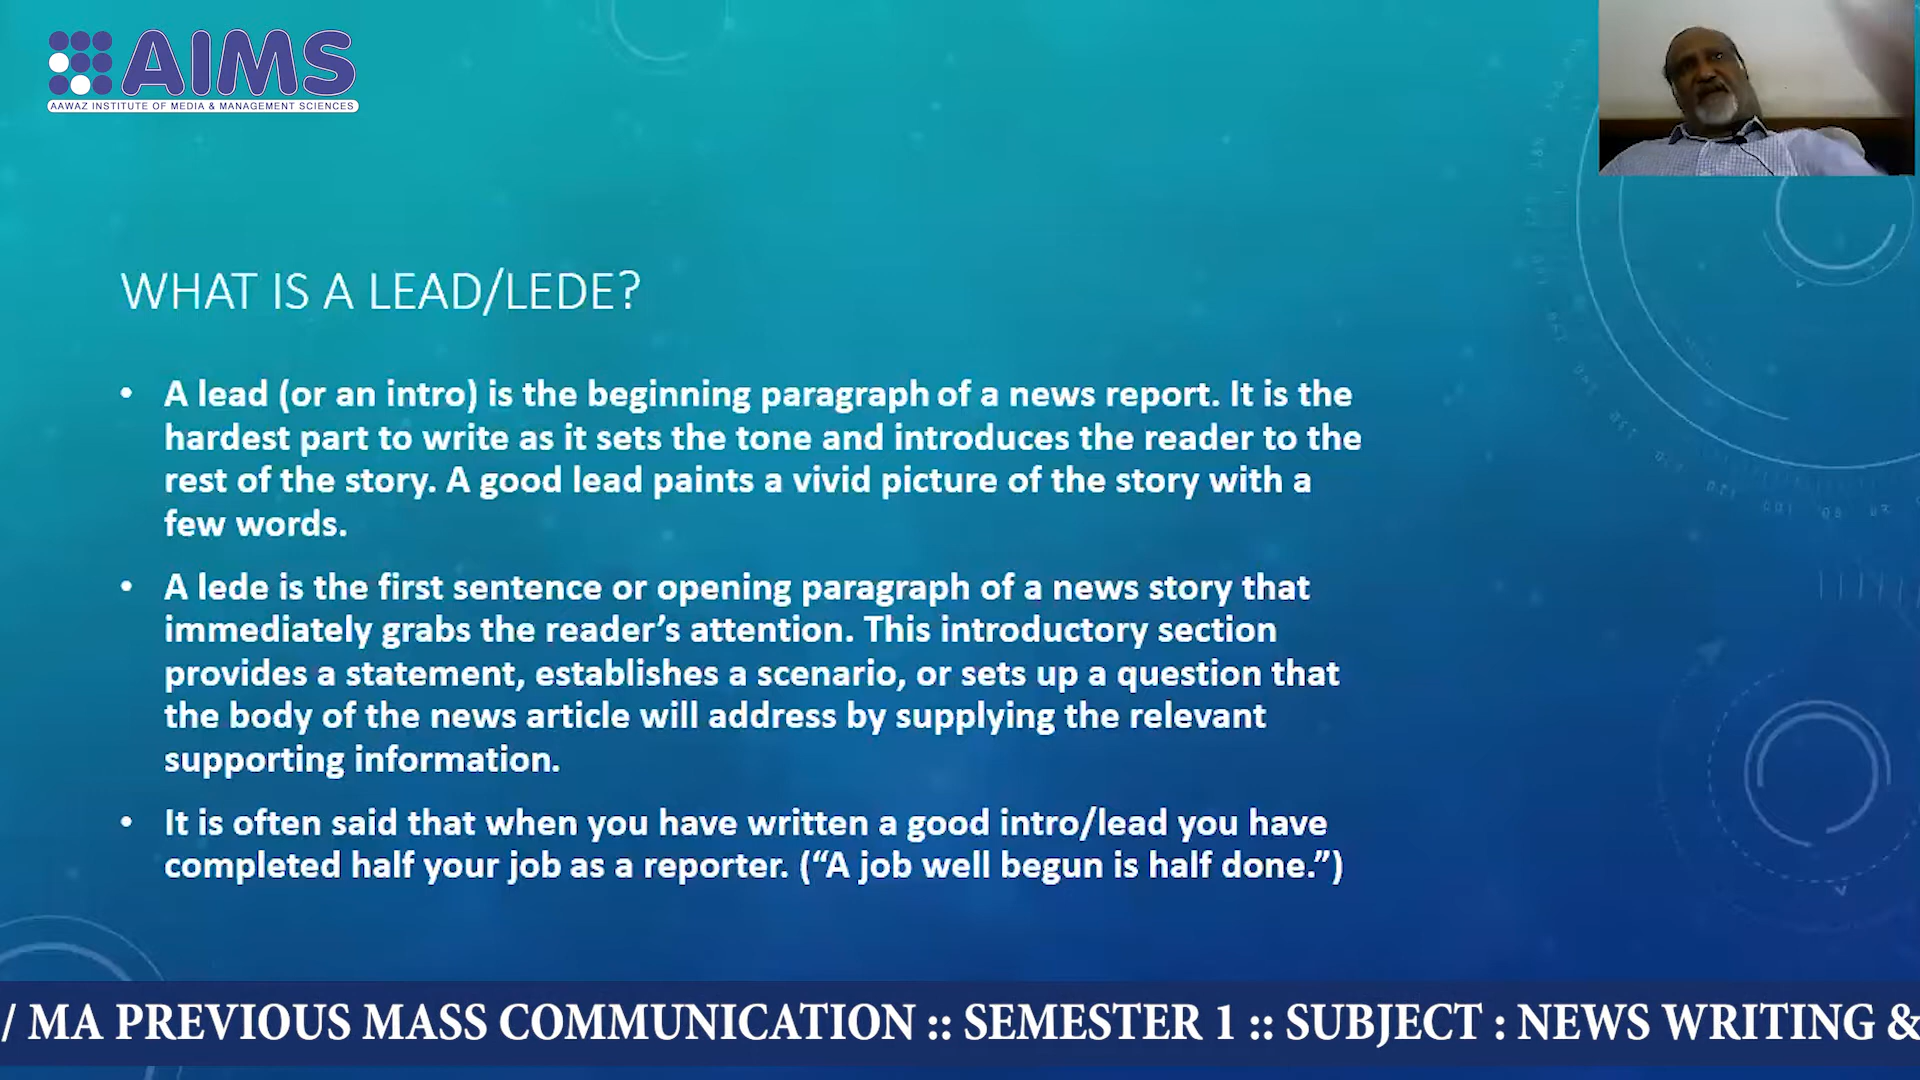 AIMS
AAWAZ INSTITUTE OF MEDIA & MANAGEMENT SCIENCES
WHAT IS A LEAD/LEDE?
• A lead (or an intro) is the beginning paragraph of a news report. It is the
hardest part to write as it sets the tone and introduces the reader to the
rest of the story. A good lead paints a vivid picture of the story with a
few words.
• A lede is the first sentence or opening paragraph of a news story that
immediately grabs the reader’s attention. This introductory section
provides a statement, establishes a scenario, or sets up a question that
the body of the news article will address by supplying the relevant
supporting information.
• It is often said that when you have written a good intro/lead you have
completed half your job as a reporter. (“A job well begun is half done.”)
/ MA PREVIOUS MASS COMMUNICATION :: SEMESTER 1 :: SUBJECT : NEWS WRITING &